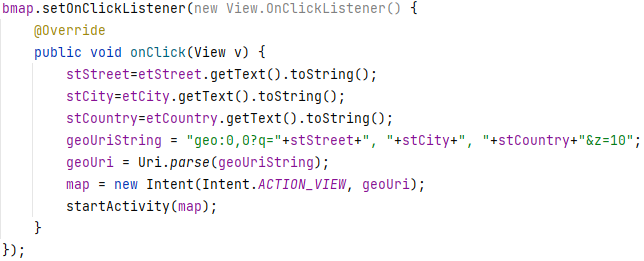 bmap.setOnClickListener(new View.OnClickListener() {
@Override
public void onClick(View v) {
stStreet=etStreet.getText().toString();
stCity=etCity.getText().toString();
stCountry=etCountry.getText().toString();
geoUriString = "geo:0,0?q="+stStreet+", "+stCity+", "+stCountry+"&z=10";
geoUri = Uri.parse(geoUriString);
map = new Intent(Intent.ACTION_VIEW, geoUri);
startActivity(map);
}
});